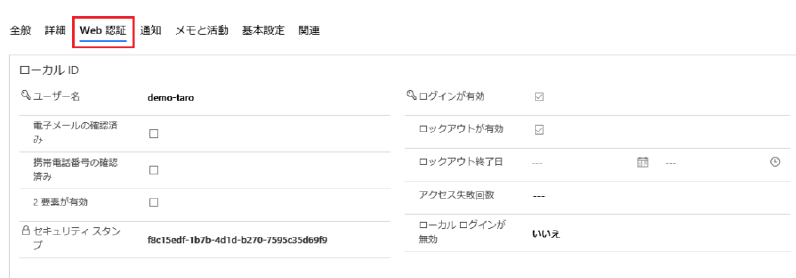 全般 詳細 Web 認証 通知 メモと活動 基本設定 関連
ローカル ID
ユーザー名 demo-taro
電子メールの確認済
み
携帯電話番号の確認
済み
2 要素が有効
セキュリティ スタン
プ
f8c15edf-1b7b-4d1d-b270-7595c35d69f9
ログインが有効
ロックアウトが有効
ロックアウト終了日 --- ---
アクセス失敗回数 ---
ローカル ログインが
無効
いいえ